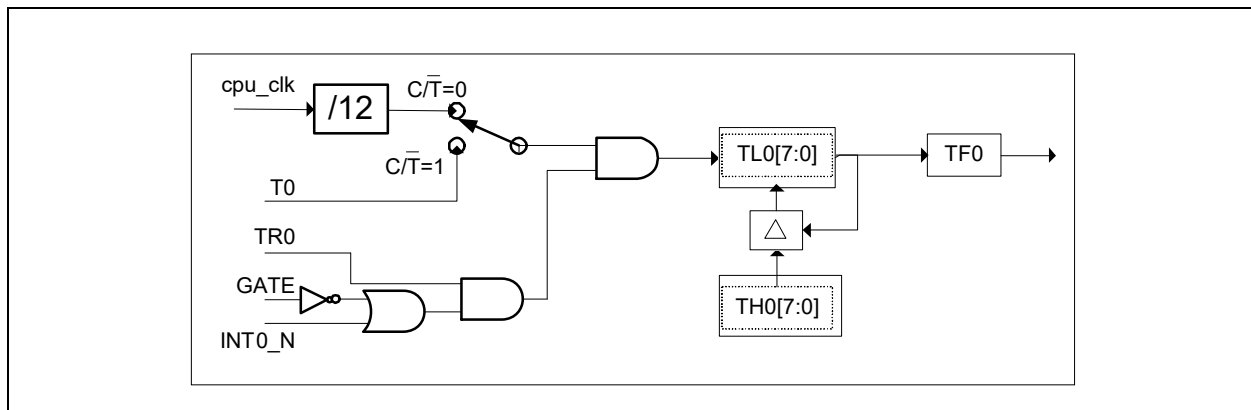 cpu_clk
/12
C/T̅=0
C/T̅=1
T0
TR0
GATE
INT0_N
TL0[7:0]
TF0
△
TH0[7:0]